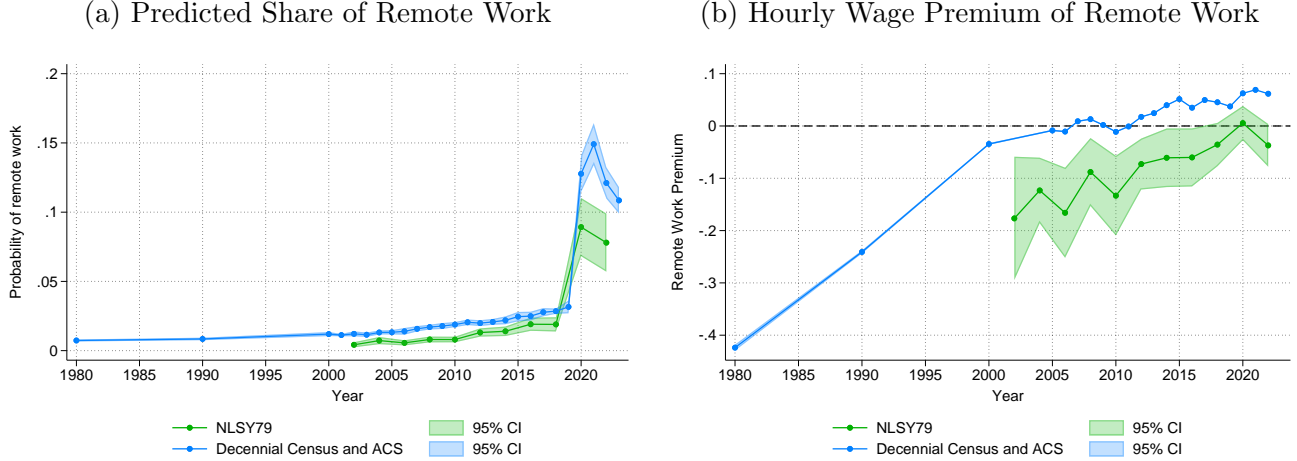 (a) Predicted Share of Remote Work
Probability of remote work
.2
.15
.1
.05
0
1980 1985 1990 1995 2000 2005 2010 2015 2020
Year
NLSY79 95% CI
Decennial Census and ACS 95% CI
(b) Hourly Wage Premium of Remote Work
Remote Work Premium
.1
0
-.1
-.2
-.3
-.4
1980 1985 1990 1995 2000 2005 2010 2015 2020
Year
NLSY79 95% CI
Decennial Census and ACS 95% CI